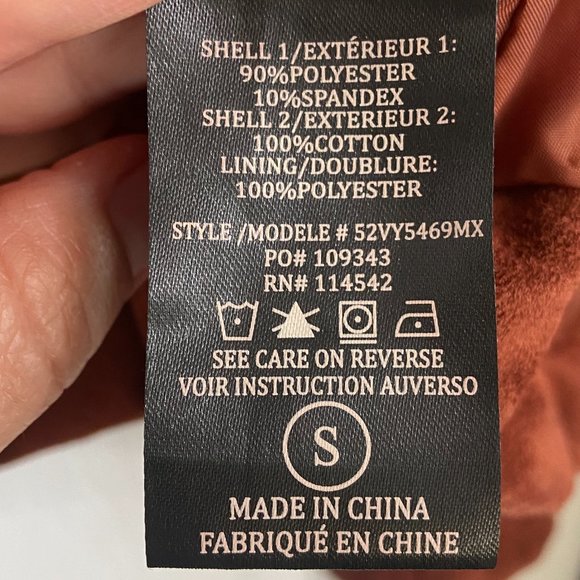 SHELL 1/EXTÉRIEUR 1:
90%POLYESTER
10%SPANDEX
SHELL 2/EXTERIEUR 2:
100%COTTON
LINING/DOUBLURE:
100%POLYESTER
STYLE /MODELE # 52VY5469MX
PO# 109343
RN# 114542
SEE CARE ON REVERSE
VOIR INSTRUCTION AUVERSO
S
MADE IN CHINA
FABRIQUÉ EN CHINE